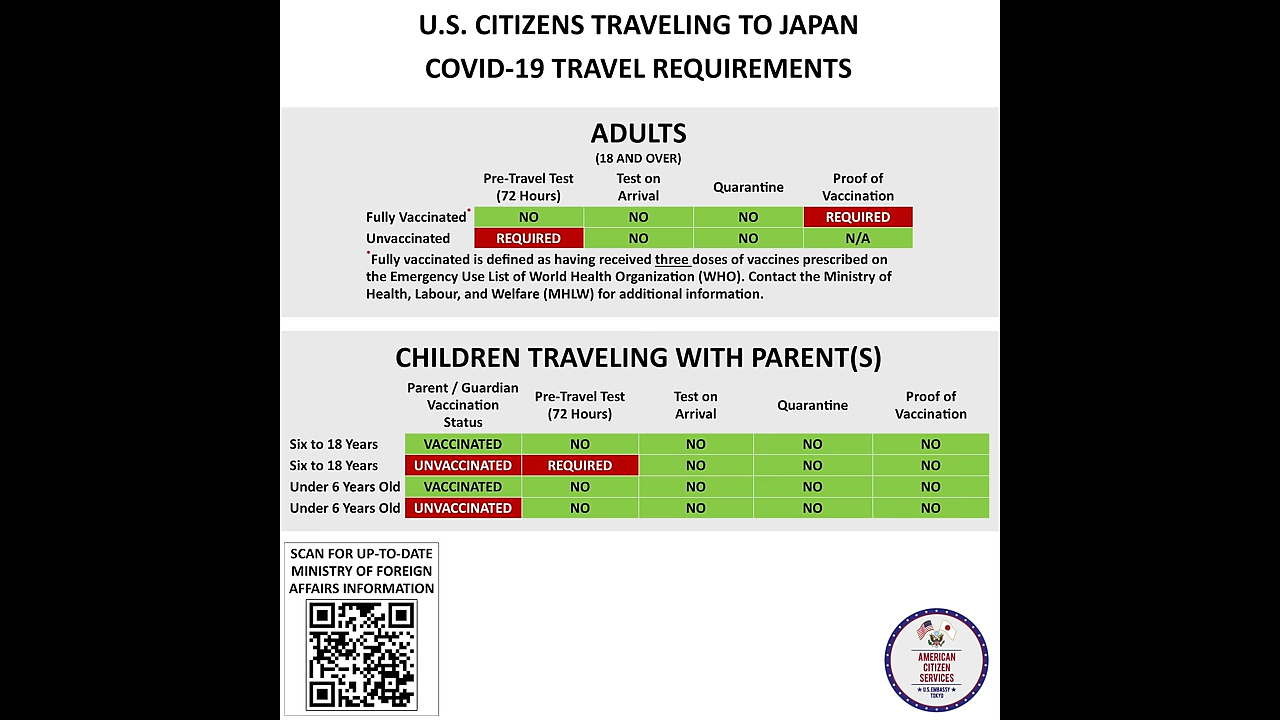 U.S. CITIZENS TRAVELING TO JAPAN
COVID-19 TRAVEL REQUIREMENTS
ADULTS
(18 AND OVER)
Pre-Travel Test (72 Hours) Test on Arrival Quarantine Proof of Vaccination
Fully Vaccinated* NO NO NO REQUIRED
Unvaccinated REQUIRED NO NO N/A
*Fully vaccinated is defined as having received three doses of vaccines prescribed on
the Emergency Use List of World Health Organization (WHO). Contact the Ministry of
Health, Labour, and Welfare (MHLW) for additional information.
CHILDREN TRAVELING WITH PARENT(S)
Parent / Guardian Vaccination Status Pre-Travel Test (72 Hours) Test on Arrival Quarantine Proof of Vaccination
Six to 18 Years VACCINATED NO NO NO NO
Six to 18 Years UNVACCINATED REQUIRED NO NO NO
Under 6 Years Old VACCINATED NO NO NO NO
Under 6 Years Old UNVACCINATED NO NO NO NO
SCAN FOR UP-TO-DATE
MINISTRY OF FOREIGN
AFFAIRS INFORMATION
AMERICAN
CITIZEN
SERVICES
★ U.S. EMBASSY ★
TOKYO